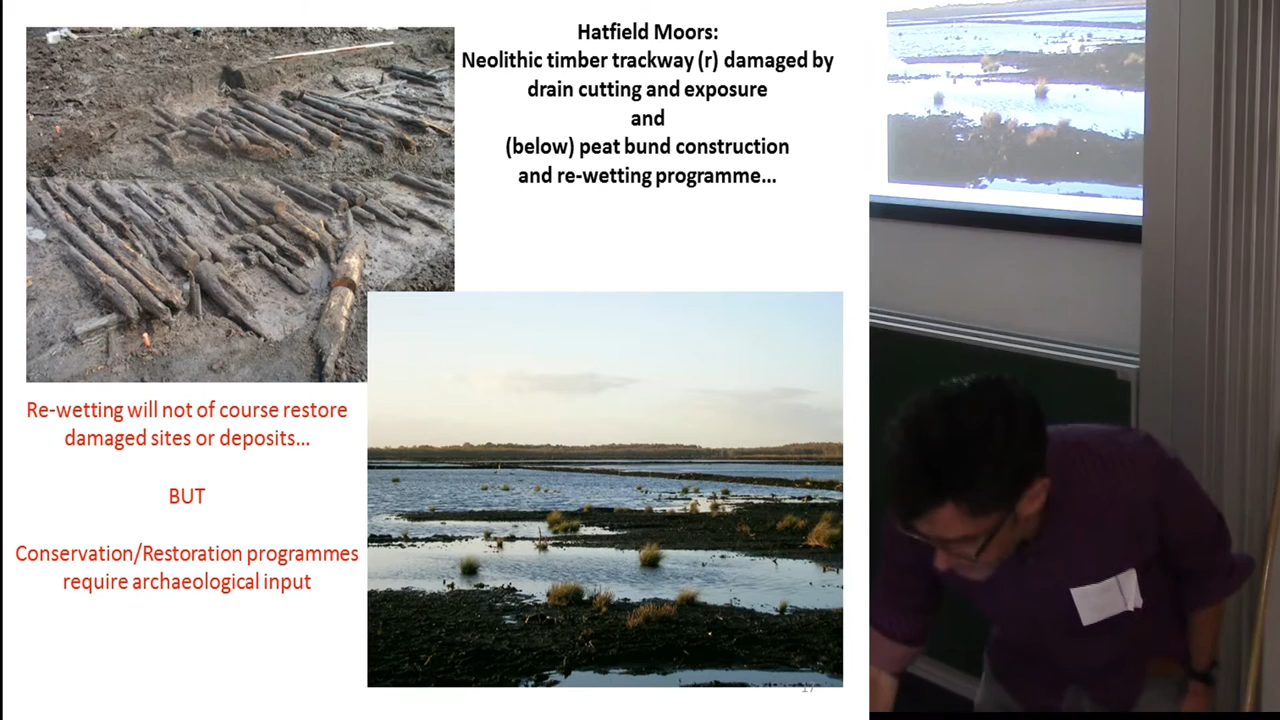 Hatfield Moors:
Neolithic timber trackway (r) damaged by
drain cutting and exposure
and
(below) peat bund construction
and re-wetting programme...
Re-wetting will not of course restore
damaged sites or deposits...
BUT
Conservation/Restoration programmes
require archaeological input
17